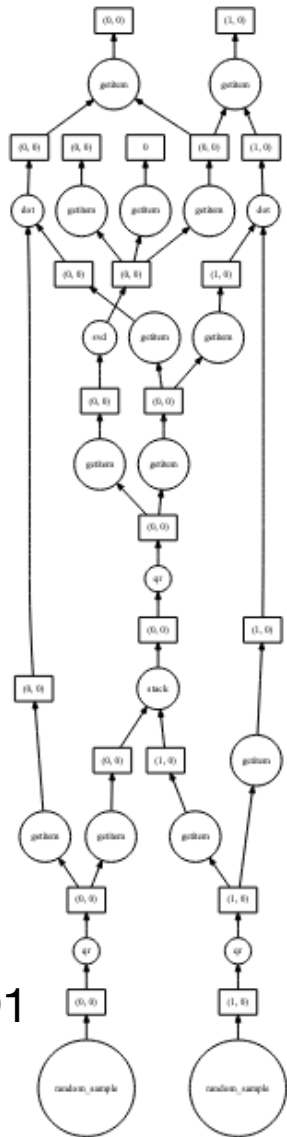 (0, 0) (1, 0)
getitem getitem
(0, 0) (0, 0) 0 (0, 0) (1, 0)
dot getitem getitem getitem dot
(0, 0) (0, 0) (1, 0)
svd getitem getitem
(0, 0) (0, 0)
getitem getitem
(0, 0)
qr
(0, 0) (1, 0)
stack
(0, 0)
(0, 0) (1, 0) getitem
getitem getitem getitem
(0, 0) (1, 0)
qr qr
(0, 0) (1, 0)
01
random_sample random_sample